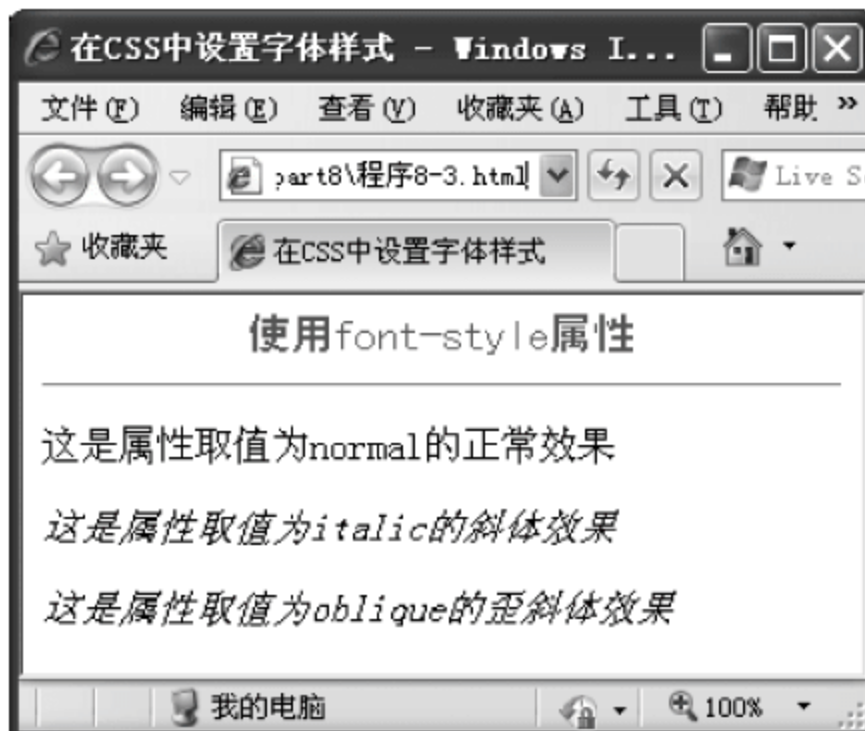 在CSS中设置字体样式 - Windows I...
文件(F) 编辑(E) 查看(V) 收藏夹(A) 工具(T) 帮助 »
part8\程序8-3.html Live S
收藏夹 在CSS中设置字体样式
使用font-style属性
这是属性取值为normal的正常效果
这是属性取值为italic的斜体效果
这是属性取值为oblique的歪斜体效果
我的电脑 100%